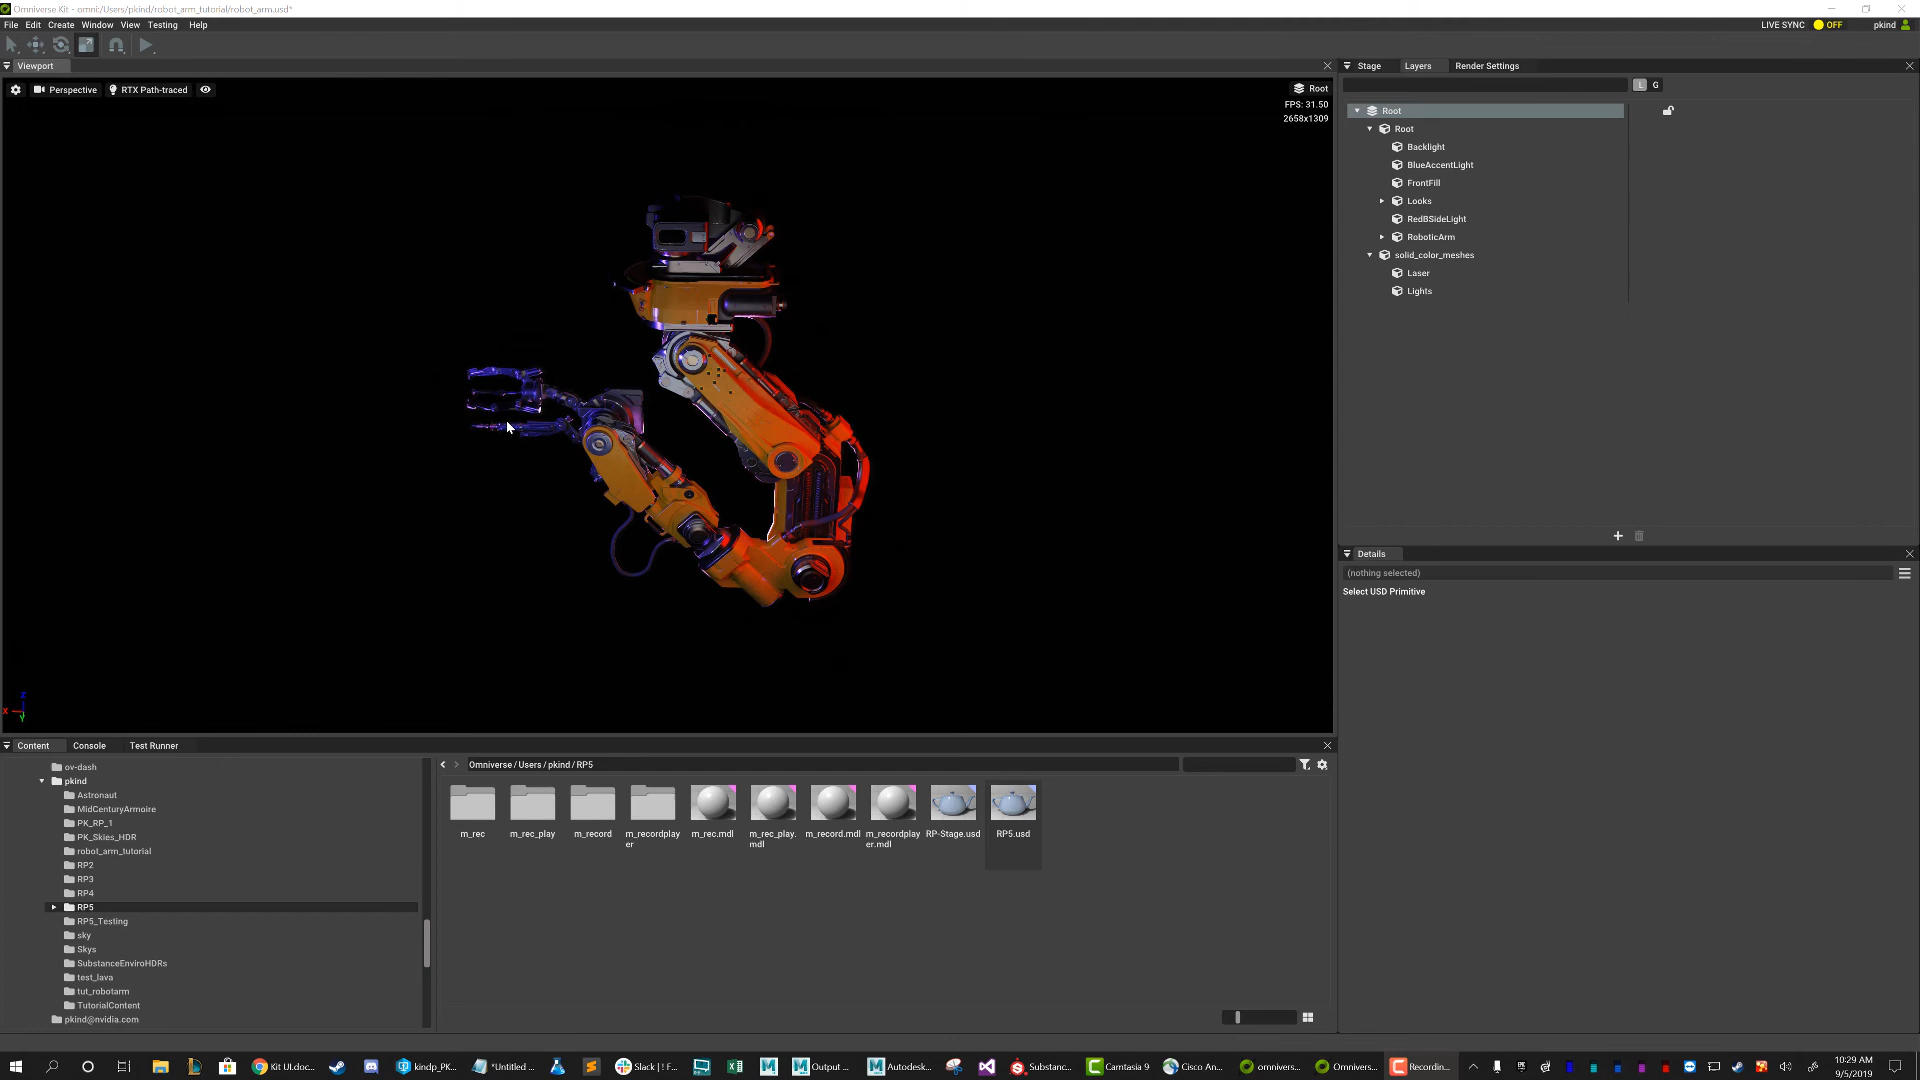 Omniverse Kit - omni:/Users/pkind/robot_arm_tutorial/robot_arm.usd*
File Edit Create Window View Testing Help
LIVE SYNC OFF pkind
Viewport
Perspective RTX Path-traced
Root
FPS: 31.50
2658x1309
Z
X
Y
Stage Layers Render Settings
L G
Root
Root
Backlight
BlueAccentLight
FrontFill
Looks
RedBSideLight
RoboticArm
solid_color_meshes
Laser
Lights
Details
(nothing selected)
Select USD Primitive
Content Console Test Runner
ov-dash
pkind
Astronaut
MidCenturyArmoire
PK_RP_1
PK_Skies_HDR
robot_arm_tutorial
RP2
RP3
RP4
RP5
RP5_Testing
sky
Skys
SubstanceEnviroHDRs
test_lava
tut_robotarm
TutorialContent
pkind@nvidia.com
Omniverse / Users / pkind / RP5
m_rec
m_rec_play
m_record
m_recordplay
er
m_rec.mdl
m_rec_play.
mdl
m_record.mdl
m_recordplay
er.mdl
RP-Stage.usd
RP5.usd
Kit UI.doc...
kindp_PK...
*Untitled ...
Slack | ! F...
Output ...
Autodesk...
Substanc...
Camtasia 9
Cisco An...
omnivers...
Omnivers...
Recordin...
10:29 AM
9/5/2019